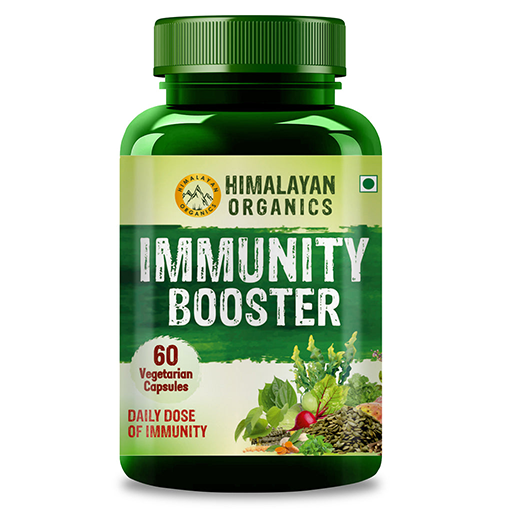 HIMALAYAN
ORGANICS
HIMALAYAN
ORGANICS
IMMUNITY
BOOSTER
60
Vegetarian
Capsules
DAILY DOSE
OF IMMUNITY